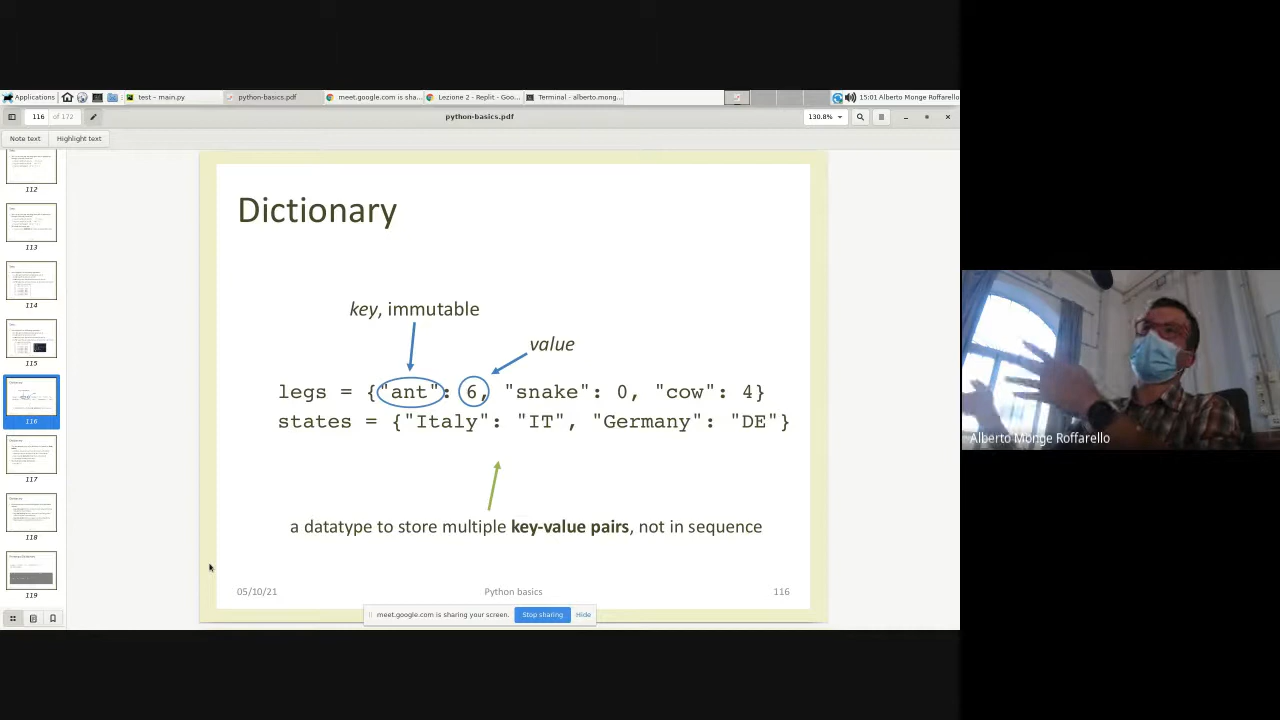 Applications
test - main.py
python-basics.pdf
meet.google.com is sha...
Lezione 2 - Replit - Goo...
Terminal - alberto.mong...
15:01 Alberto Monge Roffarello
116 of 172
python-basics.pdf
130.8%
Note text
Highlight text
112
113
114
115
116
117
118
119
Dictionary
key, immutable
value
legs = {"ant": 6, "snake": 0, "cow": 4}
states = {"Italy": "IT", "Germany": "DE"}
a datatype to store multiple key-value pairs, not in sequence
05/10/21
Python basics
116
meet.google.com is sharing your screen.
Stop sharing
Hide
Alberto Monge Roffarello